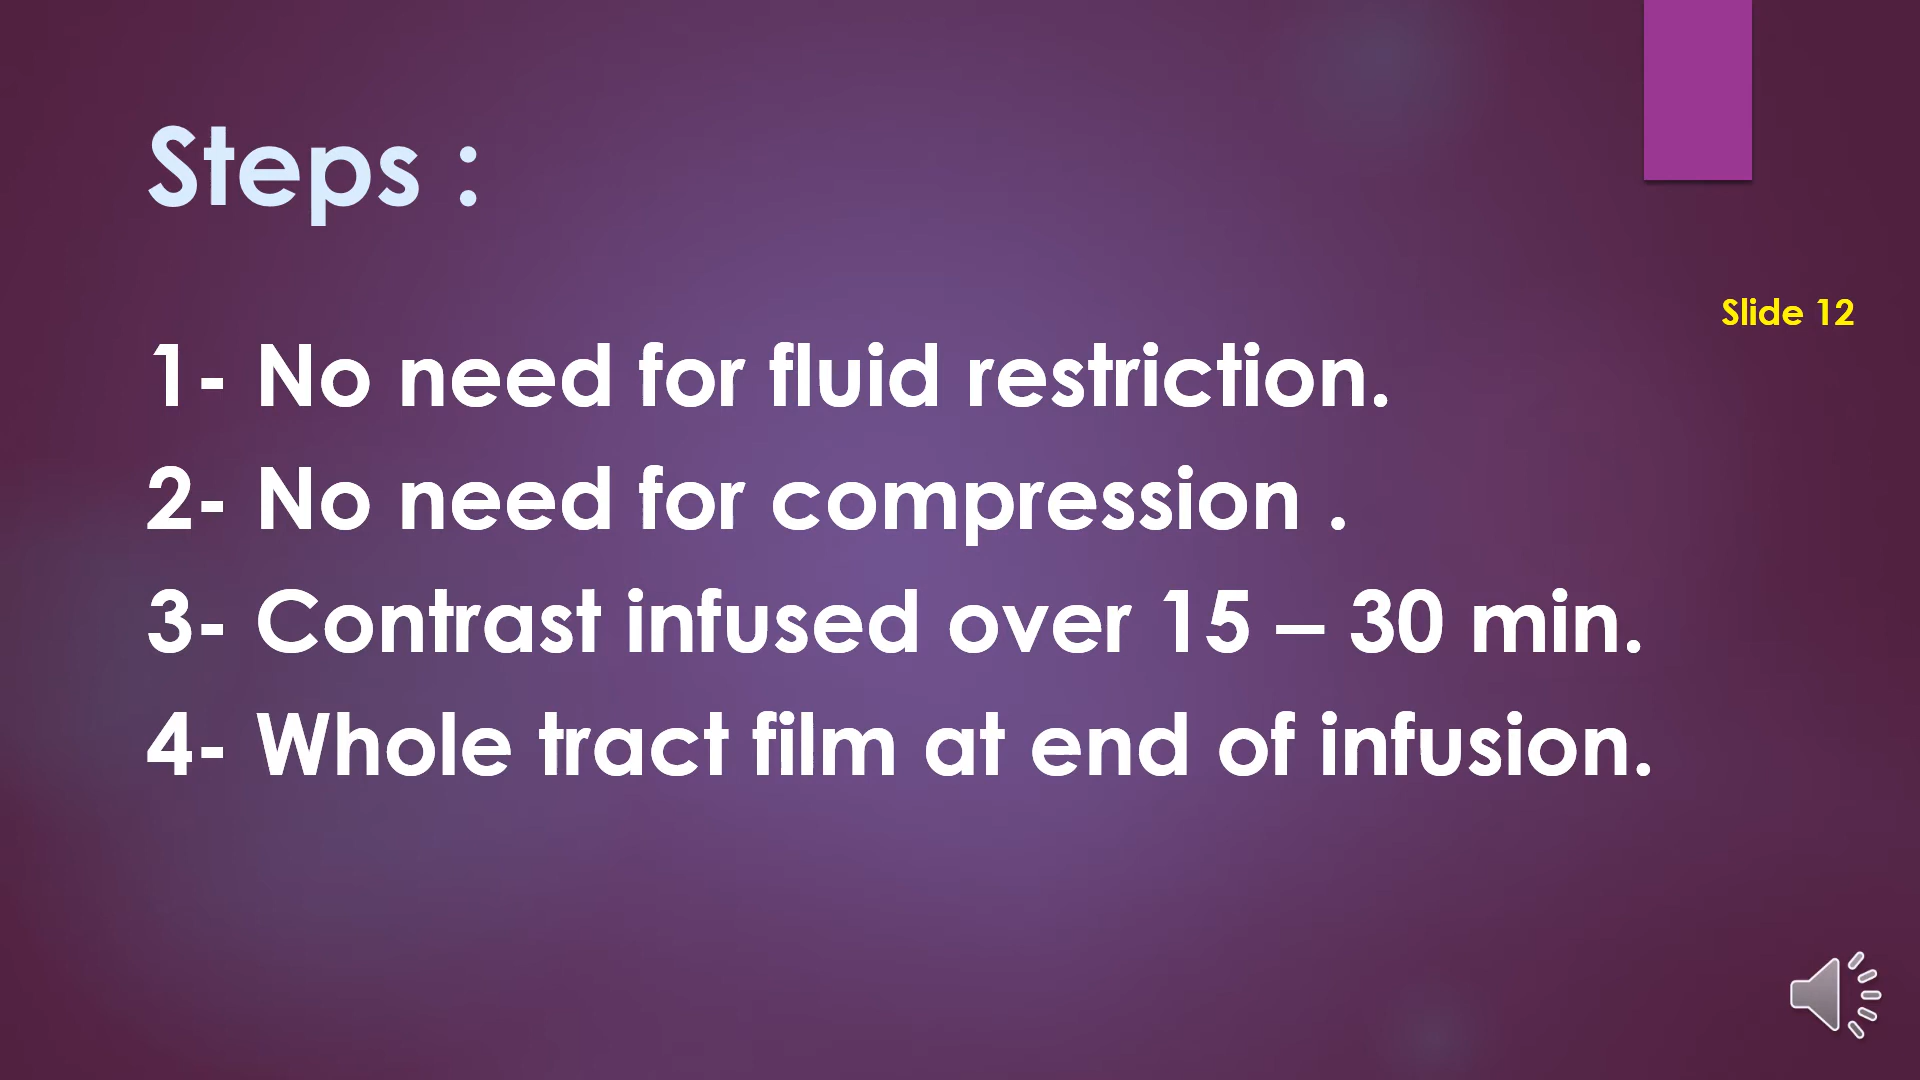 Steps :
Slide 12
1- No need for fluid restriction.
2- No need for compression .
3- Contrast infused over 15 – 30 min.
4- Whole tract film at end of infusion.